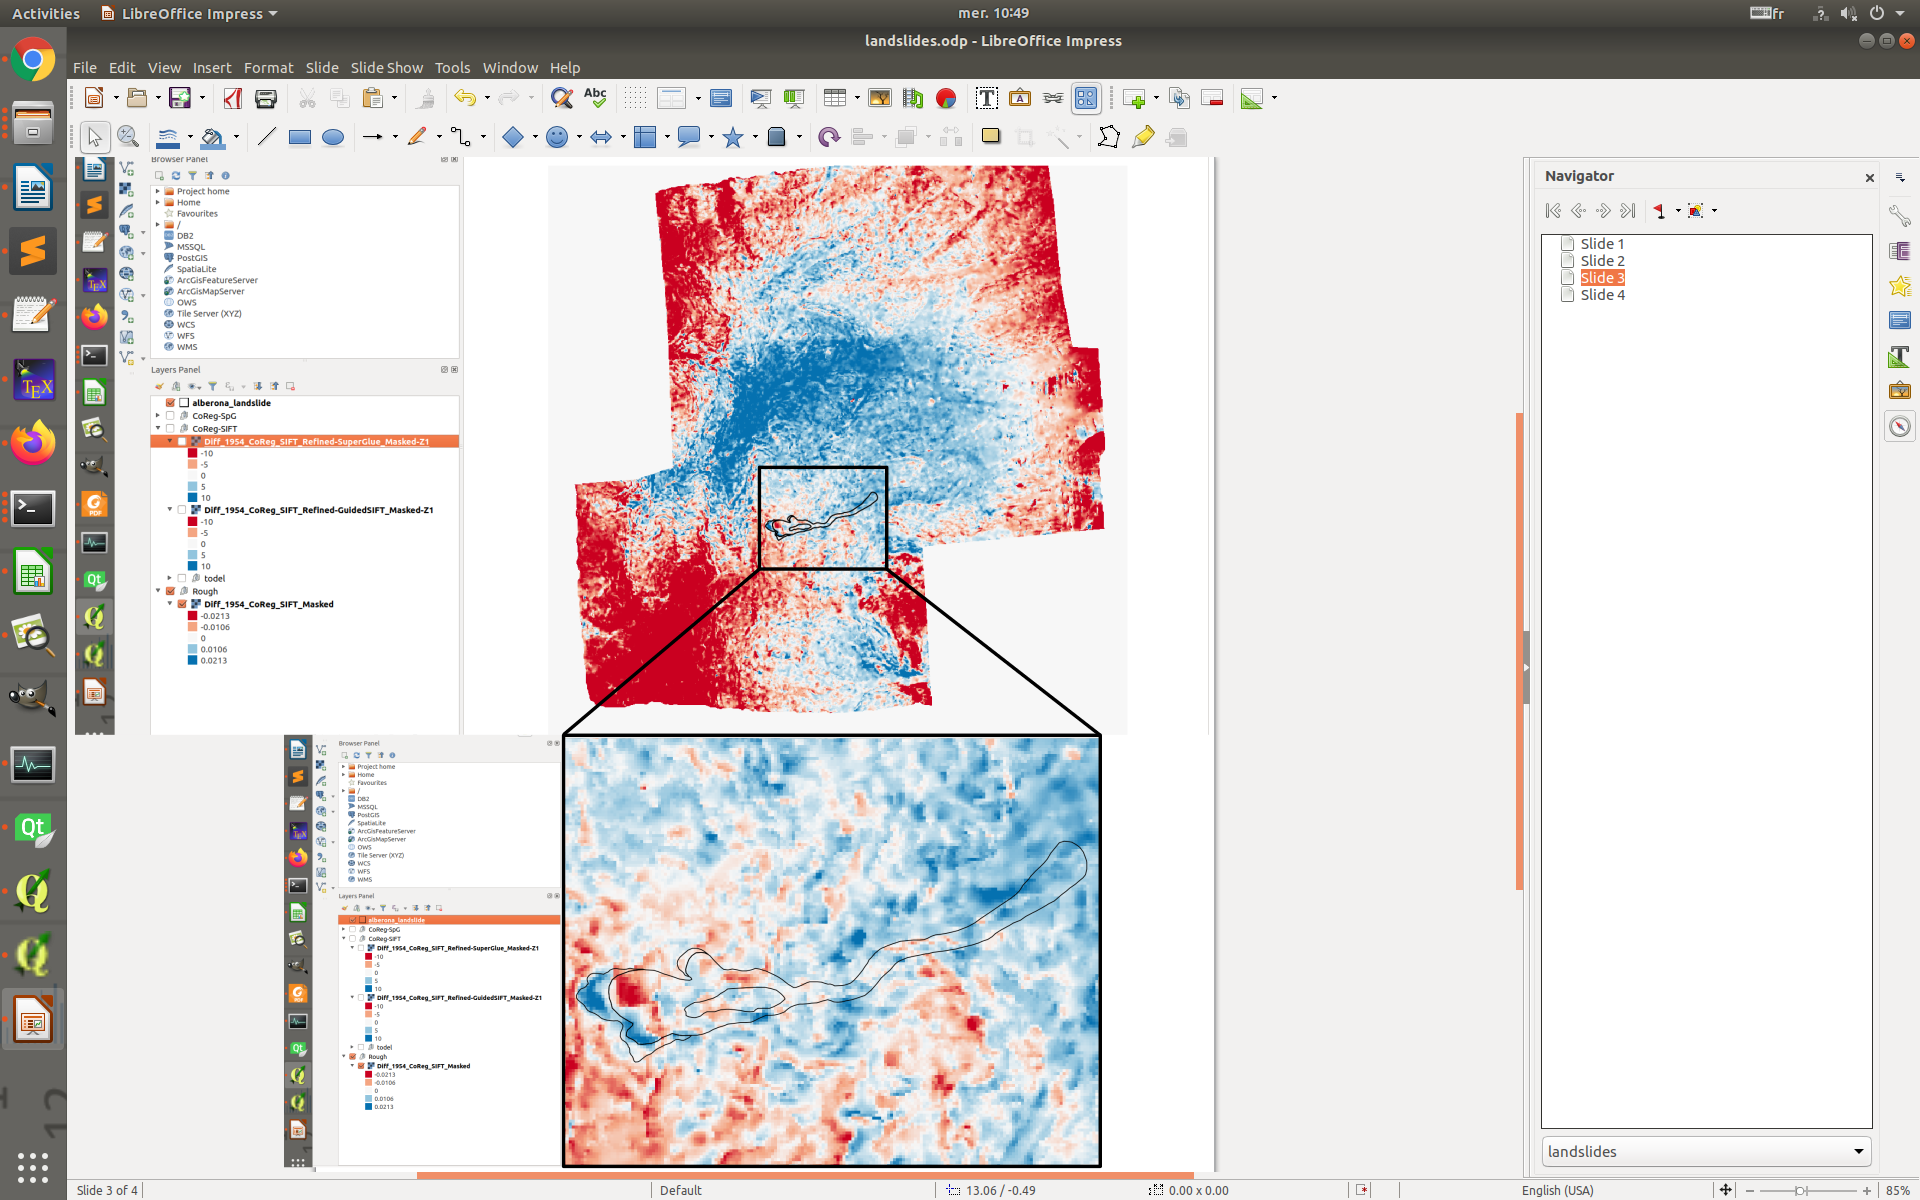 Activities
LibreOffice Impress
mer. 10:49
fr
landslides.odp - LibreOffice Impress
File Edit View Insert Format Slide Slide Show Tools Window Help
Abc
Browser Panel
Project home
Home
Favourites
/
DB2
MSSQL
PostGIS
SpatiaLite
ArcGisFeatureServer
ArcGisMapServer
OWS
Tile Server (XYZ)
WCS
WFS
WMS
Layers Panel
alberona_landslide
CoReg-SpG
CoReg-SIFT
Diff_1954_CoReg_SIFT_Refined-SuperGlue_Masked-Z1
-10
-5
0
5
10
Diff_1954_CoReg_SIFT_Refined-GuidedSIFT_Masked-Z1
-10
-5
0
5
10
todel
Rough
Diff_1954_CoReg_SIFT_Masked
-0.0213
-0.0106
0
0.0106
0.0213
Browser Panel
Project home
Home
Favourites
/
DB2
MSSQL
PostGIS
SpatiaLite
ArcGisFeatureServer
ArcGisMapServer
OWS
Tile Server (XYZ)
WCS
WFS
WMS
Layers Panel
alberona_landslide
CoReg-SpG
CoReg-SIFT
Diff_1954_CoReg_SIFT_Refined-SuperGlue_Masked-Z1
-10
-5
0
5
10
Diff_1954_CoReg_SIFT_Refined-GuidedSIFT_Masked-Z1
-10
-5
0
5
10
todel
Rough
Diff_1954_CoReg_SIFT_Masked
-0.0213
-0.0106
0
0.0106
0.0213
Navigator
Slide 1
Slide 2
Slide 3
Slide 4
landslides
Slide 3 of 4
Default
13.06 / -0.49
0.00 x 0.00
English (USA)
85%